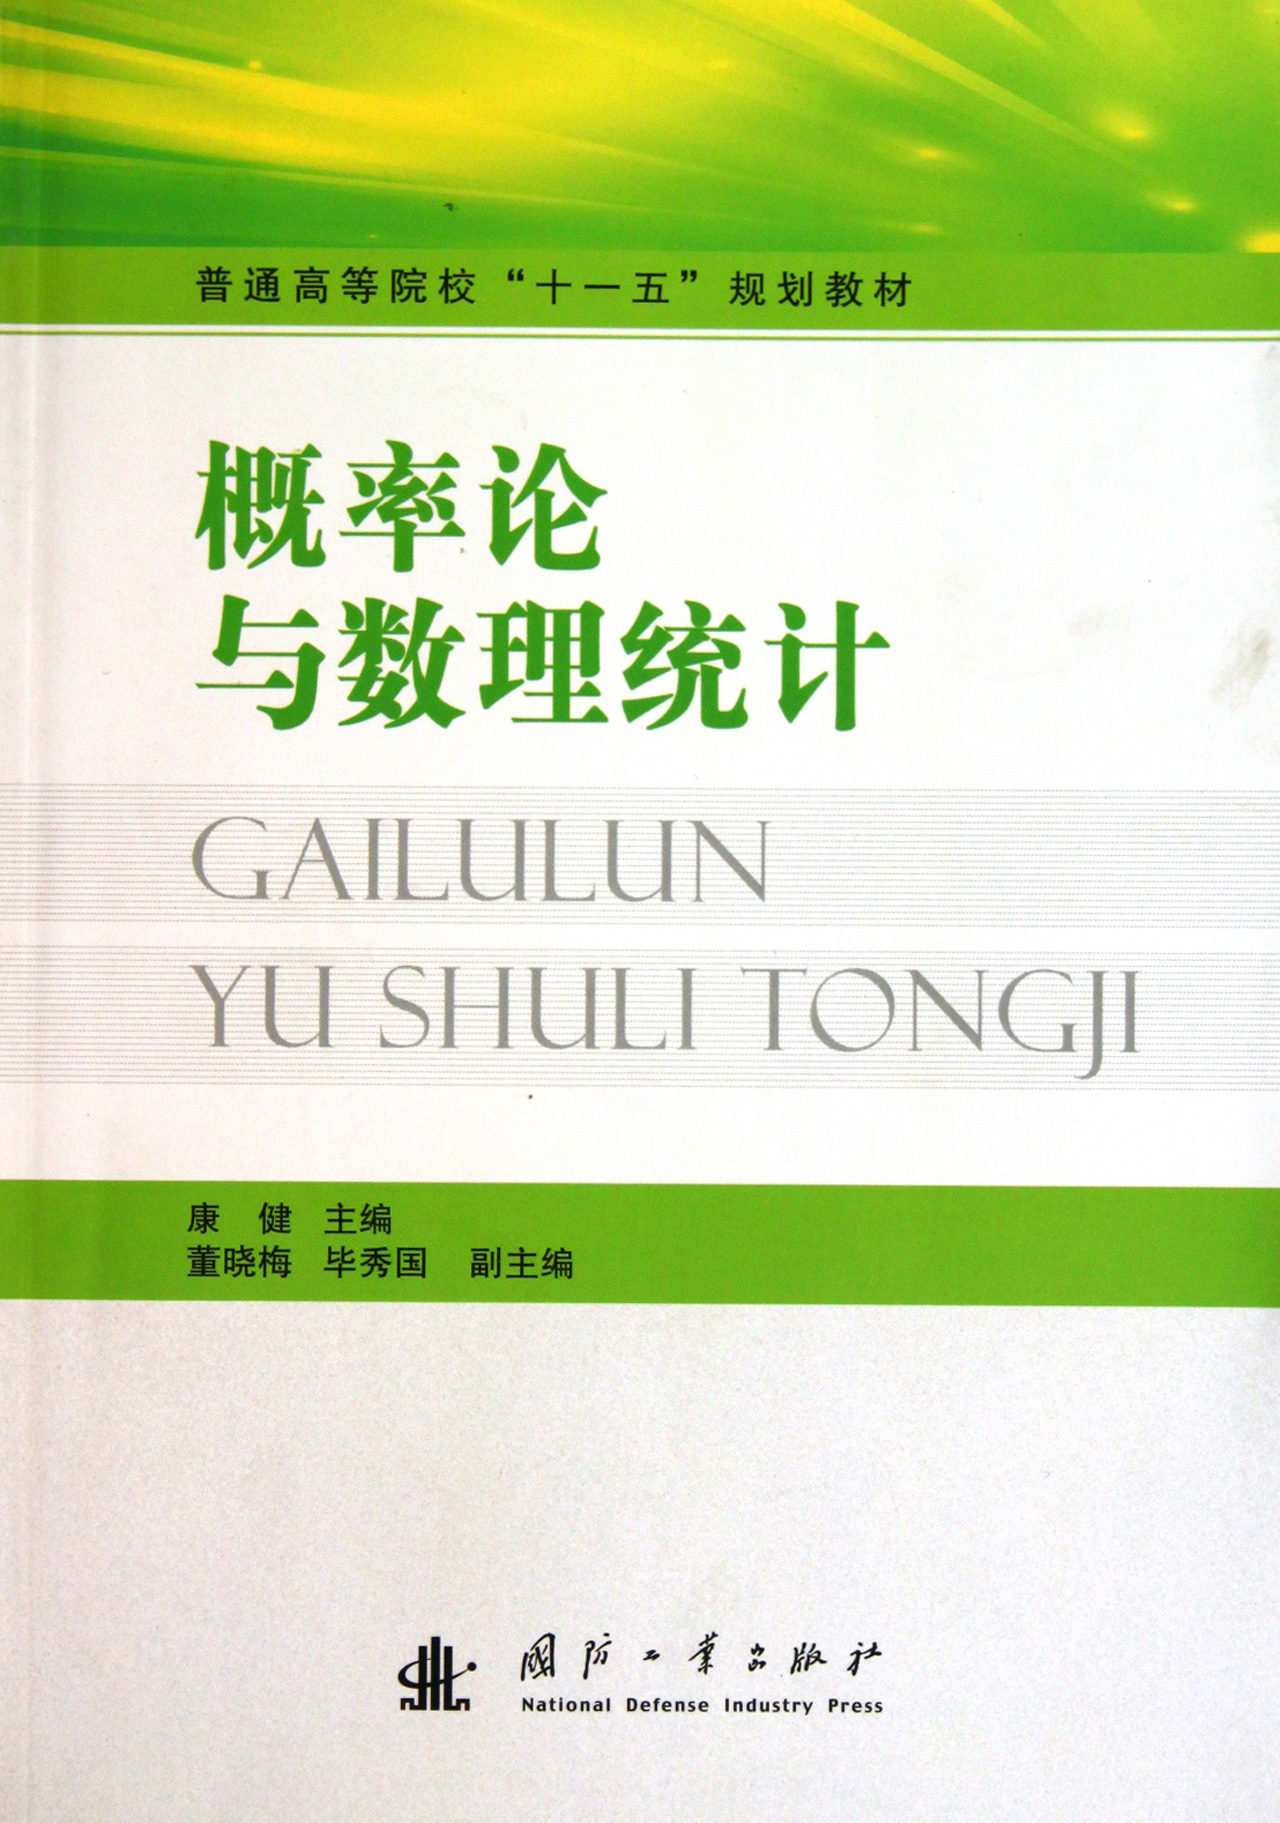 普通高等院校“十一五”规划教材
概率论
与数理统计
GAILULUN
YU SHULI TONGJI
康 健 主编
董晓梅 毕秀国 副主编
国防工业出版社
National Defense Industry Press